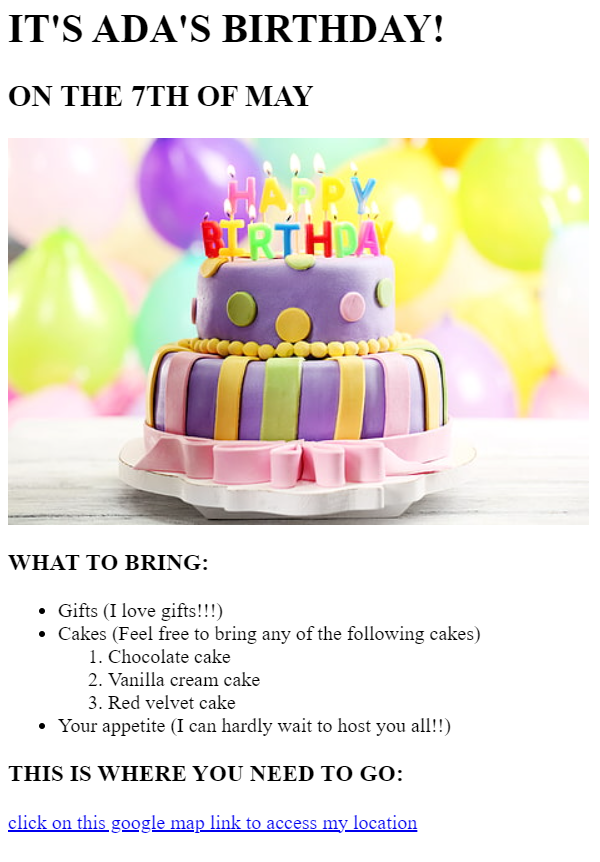 IT'S ADA'S BIRTHDAY!
ON THE 7TH OF MAY
HAPPY
BIRTHDAY
WHAT TO BRING:
• Gifts (I love gifts!!!)
• Cakes (Feel free to bring any of the following cakes)
1. Chocolate cake
2. Vanilla cream cake
3. Red velvet cake
• Your appetite (I can hardly wait to host you all!!)
THIS IS WHERE YOU NEED TO GO:
click on this google map link to access my location